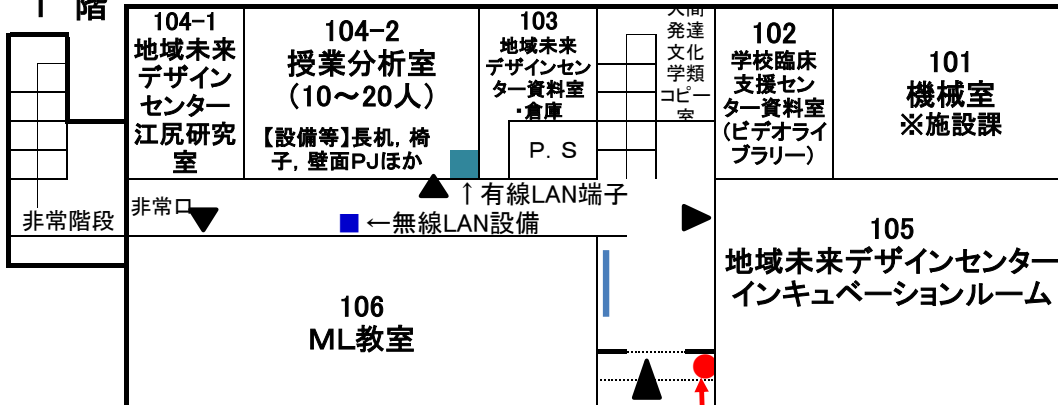 1 階
104-1
地域未来
デザイン
センター
江尻研究
室
104-2
授業分析室
（10～20人）
【設備等】長机，椅
子，壁面PJほか
103
地域未来
デザインセン
ター資料室
・倉庫
P．S
人間
発達
文化
学類
コピー
室
102
学校臨床
支援セン
ター資料室
（ビデオライ
ブラリー）
101
機械室
※施設課
↑有線LAN端子
非常口
非常階段
←無線LAN設備
105
地域未来デザインセンター
インキュベーションルーム
106
ML教室